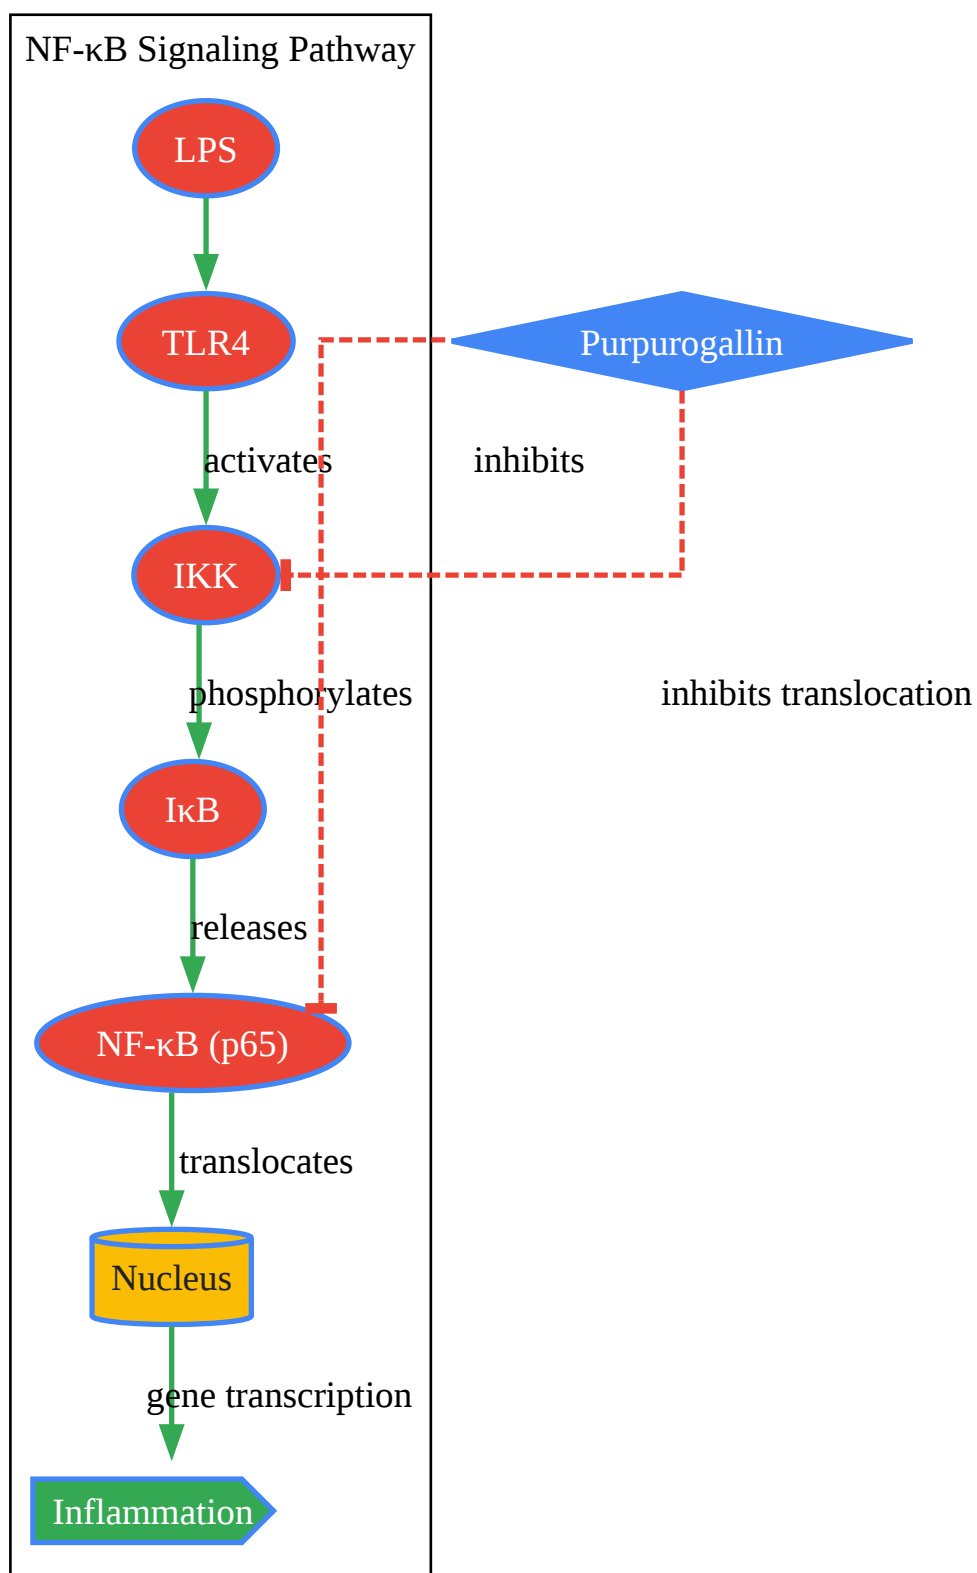 NF-κB Signaling Pathway
LPS
TLR4
Purpurogallin
activates
inhibits
IKK
phosphorylates
inhibits translocation
IκB
releases
NF-κB (p65)
translocates
Nucleus
gene transcription
Inflammation